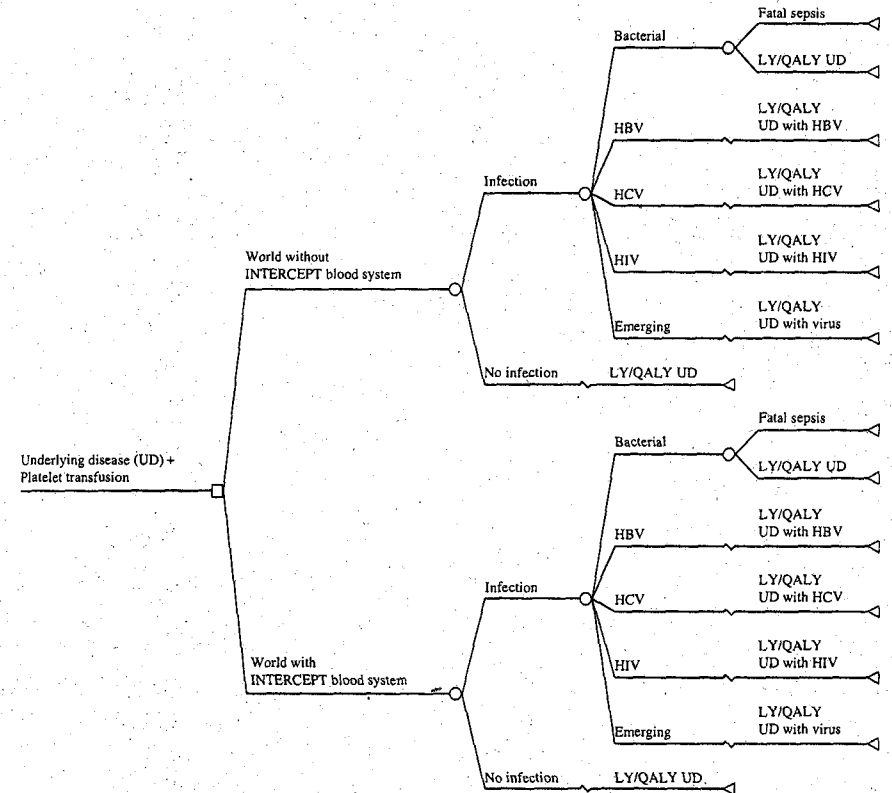 Fatal sepsis
Bacterial
LY/QALY UD
LY/QALY
UD with HBV
HBV
Infection
LY/QALY
UD with HCV
HCV
World without
INTERCEPT blood system
LY/QALY
UD with HIV
HIV
LY/QALY
UD with virus
Emerging
No infection
LY/QALY UD
Underlying disease (UD) +
Platelet transfusion
Fatal sepsis
Bacterial
LY/QALY UD
LY/QALY
UD with HBV
HBV
Infection
LY/QALY
UD with HCV
HCV
World with
INTERCEPT blood system
LY/QALY
UD with HIV
HIV
LY/QALY
UD with virus
Emerging
No infection
LY/QALY UD